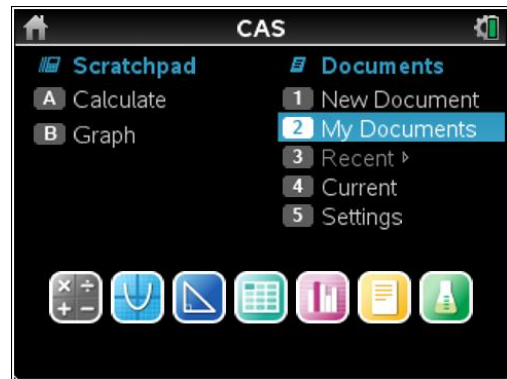 CAS
Scratchpad
A Calculate
B Graph
Documents
1 New Document
2 My Documents
3 Recent ▸
4 Current
5 Settings